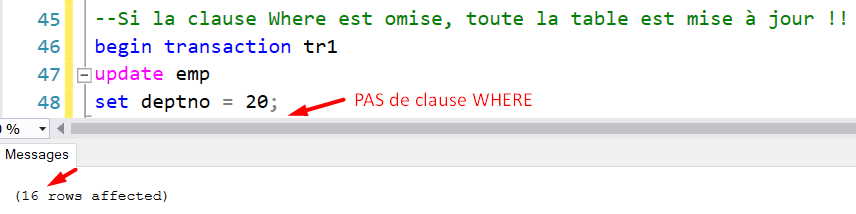 45 --Si la clause Where est omise, toute la table est mise à jour !!
46 begin transaction tr1
47 update emp
48 set deptno = 20; PAS de clause WHERE
0 %
Messages
(16 rows affected)